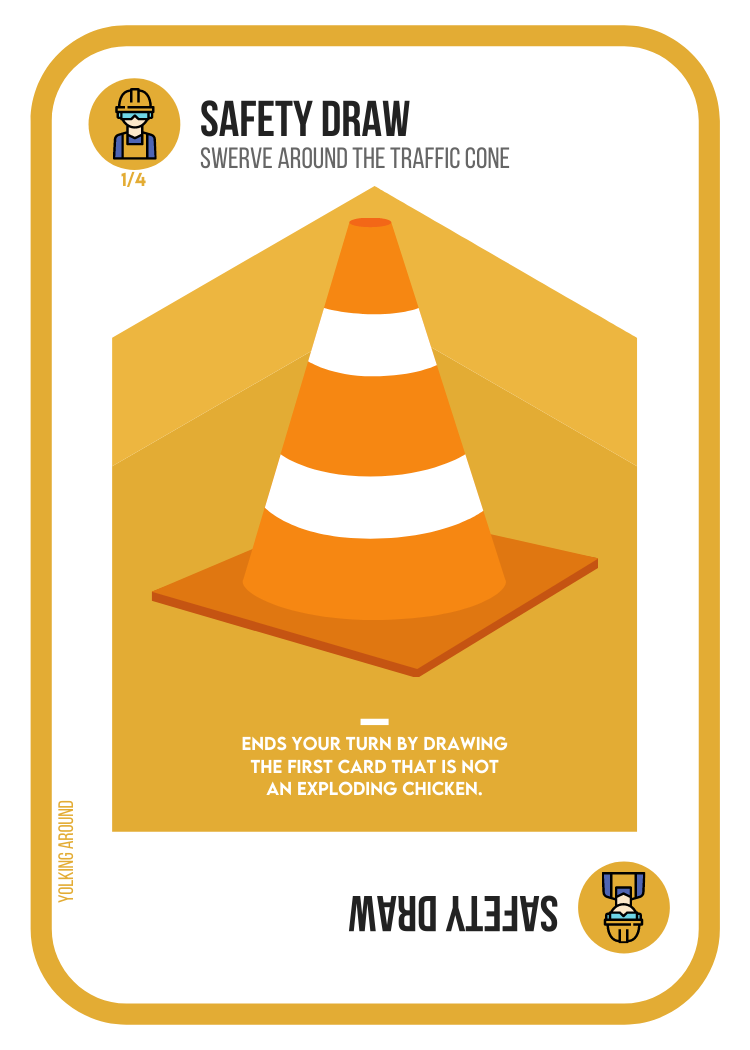 SAFETY DRAW
SWERVE AROUND THE TRAFFIC CONE
1/4
ENDS YOUR TURN BY DRAWING
THE FIRST CARD THAT IS NOT
AN EXPLODING CHICKEN.
YOLKING AROUND
SAFETY DRAW